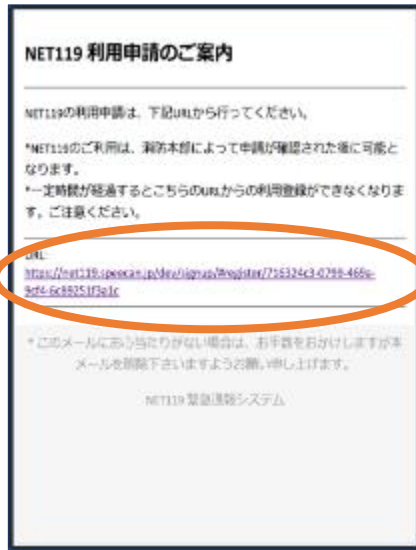 NET119 利用申請のご案内
NET119の利用申請は、下記URLから行ってください。
*NET119のご利用は、消防本部によって申請が確認された後に可能と
なります。
*一定時間が経過するとこちらのURLからの利用登録ができなくなりま
す。ご注意ください。
URL:
https://net119.speecan.jp/dev/signup/#register/
*このメールにお心当たりがない場合は、お手数をおかけしますが本
メールを削除下さいますようお願い申し上げます。
NET119 緊急通報システム